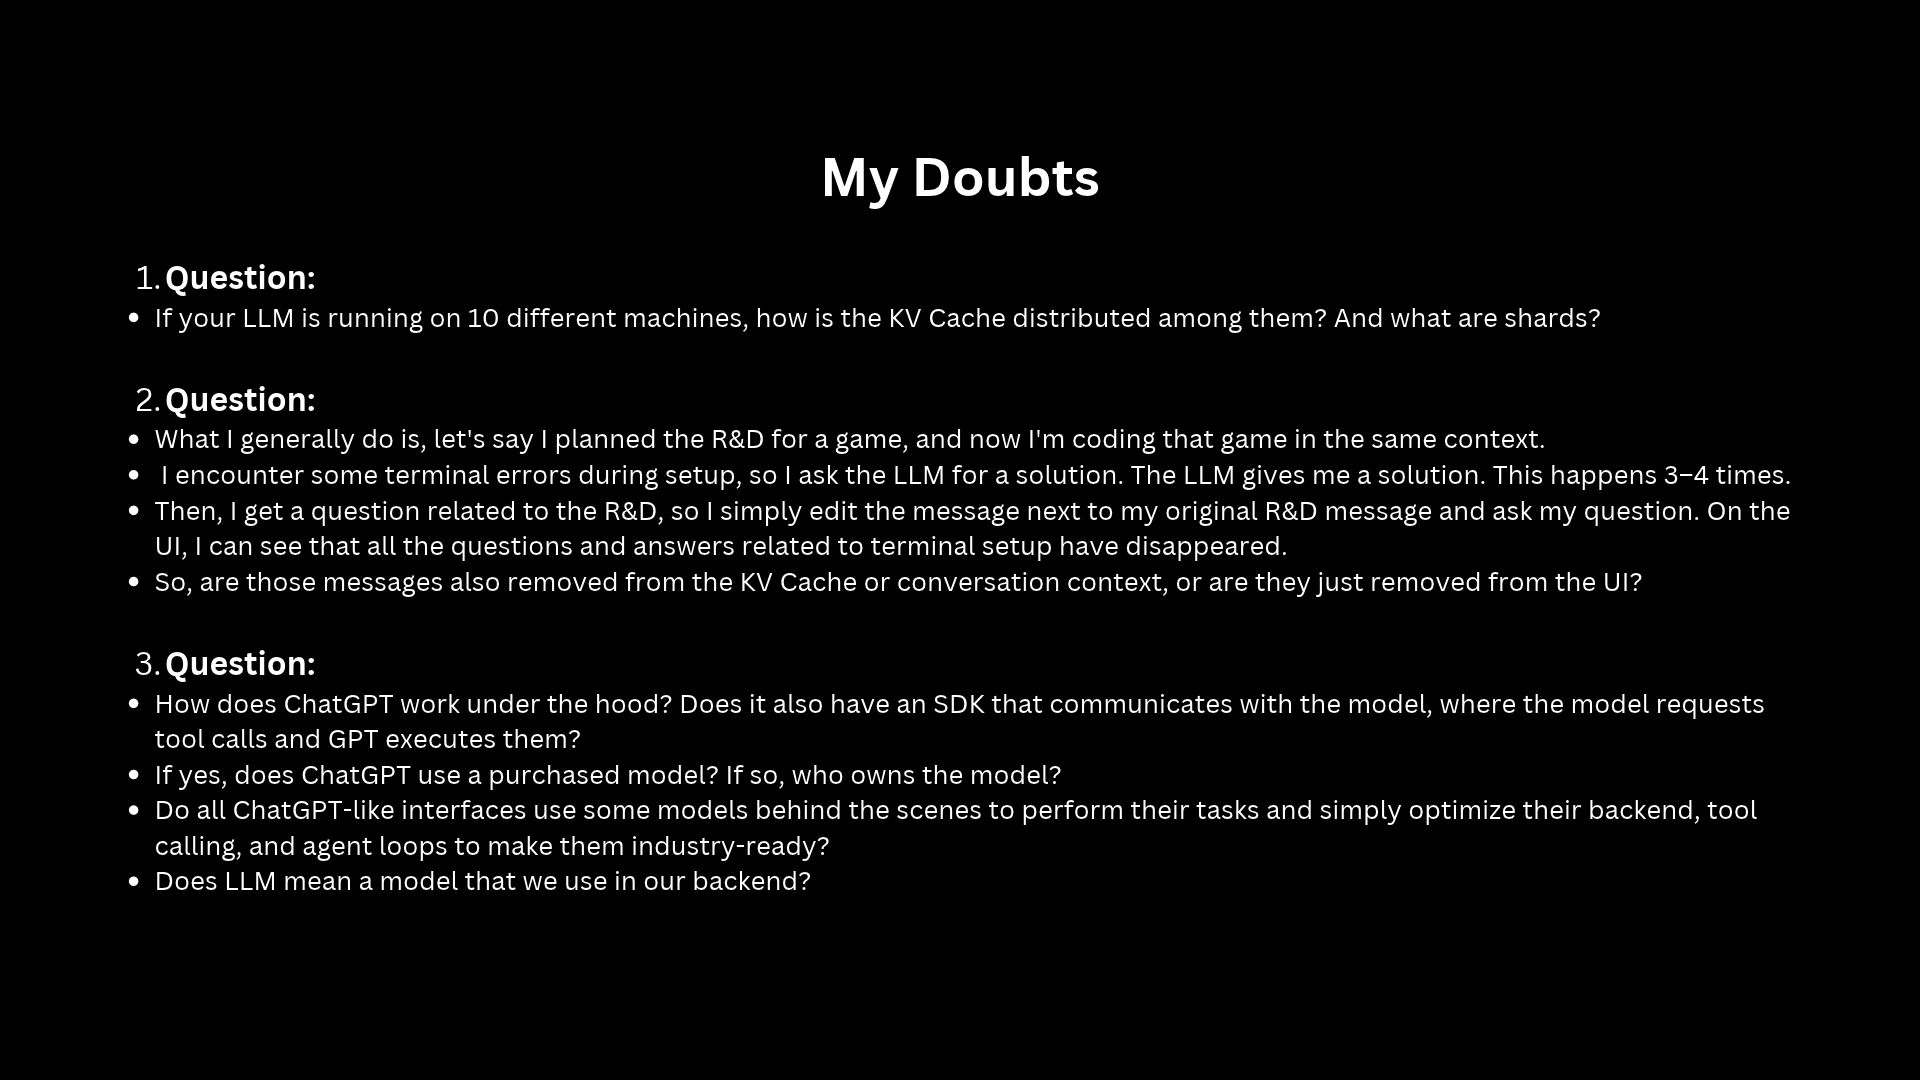 My Doubts
1. Question:
• If your LLM is running on 10 different machines, how is the KV Cache distributed among them? And what are shards?
2. Question:
• What I generally do is, let's say I planned the R&D for a game, and now I'm coding that game in the same context.
• I encounter some terminal errors during setup, so I ask the LLM for a solution. The LLM gives me a solution. This happens 3–4 times.
• Then, I get a question related to the R&D, so I simply edit the message next to my original R&D message and ask my question. On the
UI, I can see that all the questions and answers related to terminal setup have disappeared.
• So, are those messages also removed from the KV Cache or conversation context, or are they just removed from the UI?
3. Question:
• How does ChatGPT work under the hood? Does it also have an SDK that communicates with the model, where the model requests
tool calls and GPT executes them?
• If yes, does ChatGPT use a purchased model? If so, who owns the model?
• Do all ChatGPT-like interfaces use some models behind the scenes to perform their tasks and simply optimize their backend, tool
calling, and agent loops to make them industry-ready?
• Does LLM mean a model that we use in our backend?